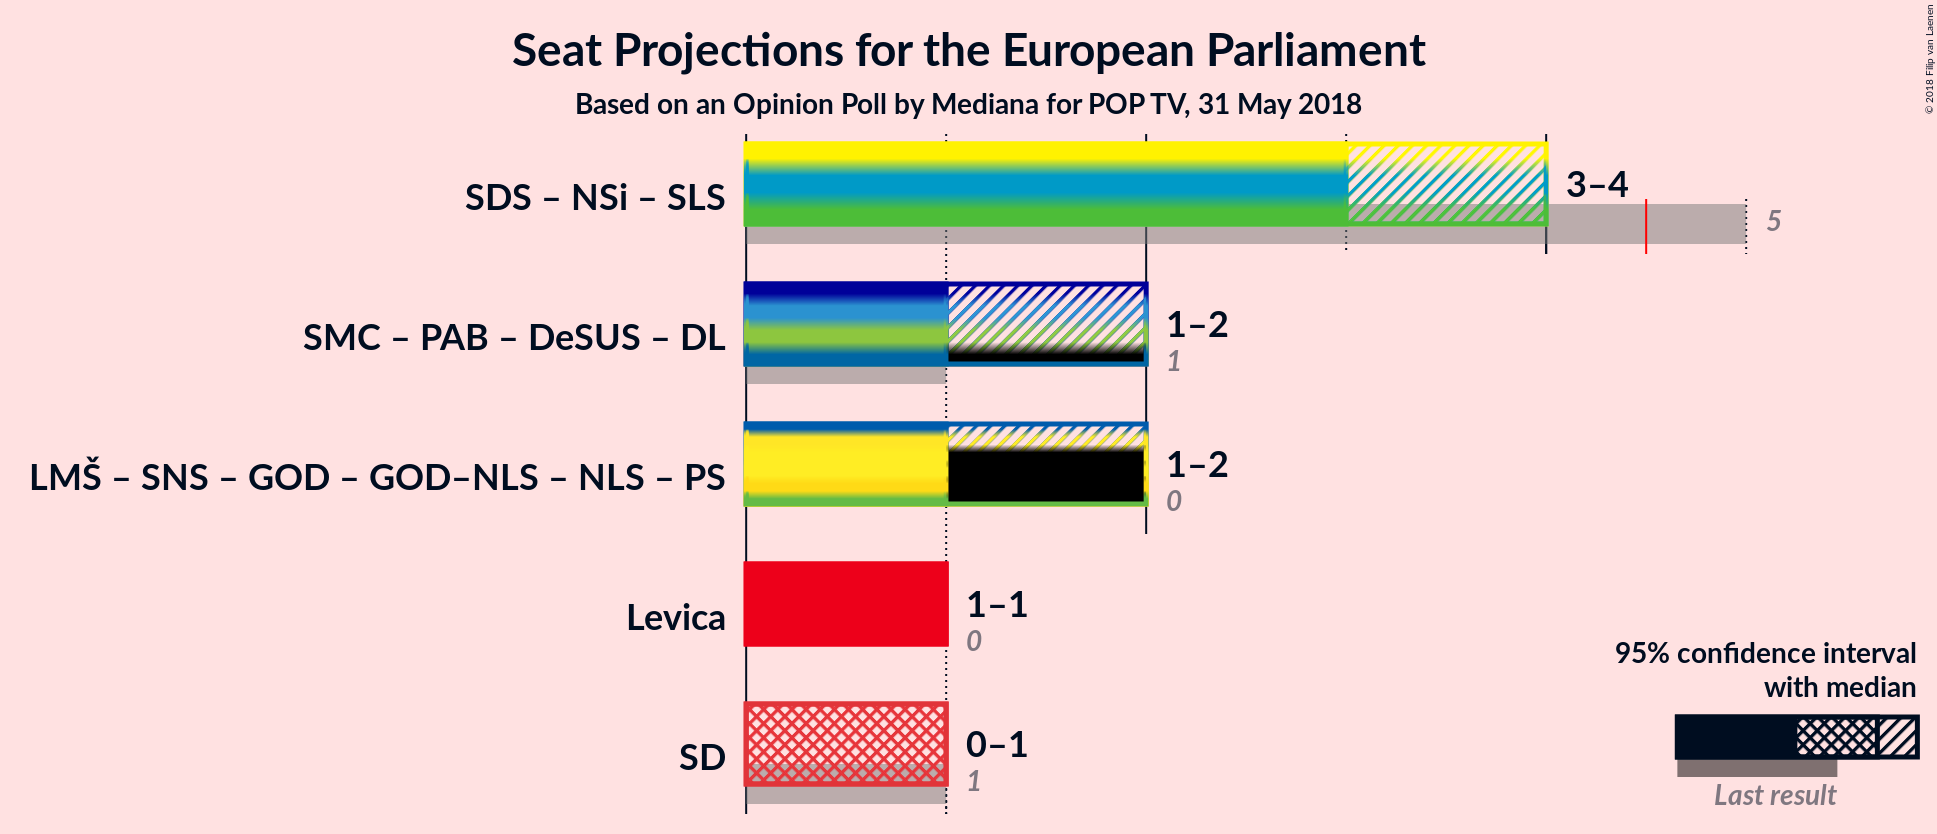 Seat Projections for the European Parliament
Based on an Opinion Poll by Mediana for POP TV, 31 May 2018
© 2018 Filip van Laenen
SDS – NSi – SLS
3–4
5
SMC – PAB – DeSUS – DL
1–2
1
LMŠ – SNS – GOD – GOD–NLS – NLS – PS
1–2
0
Levica
1–1
0
SD
0–1
1
95% confidence interval
with median
Last result